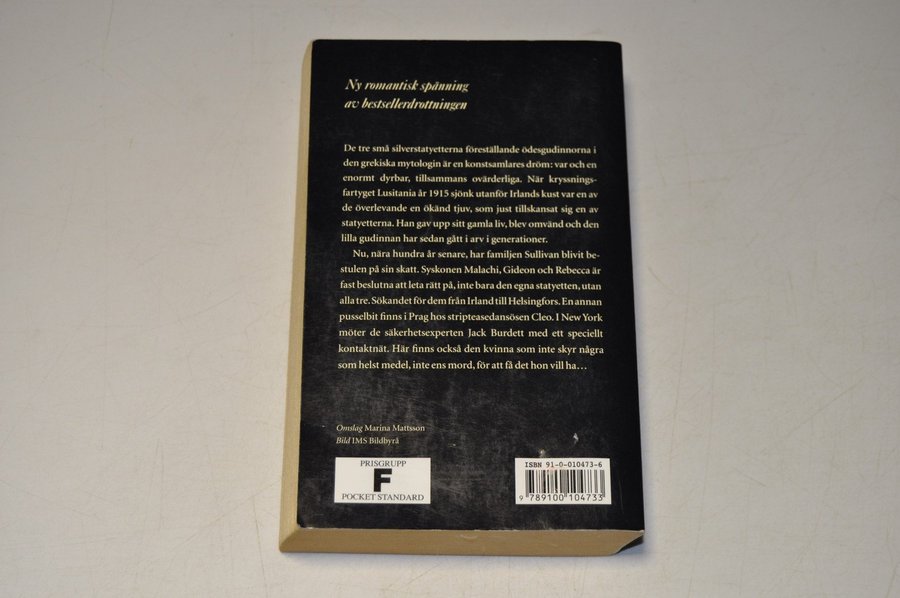 Ny romantisk spänning
av bestsellerdrottningen
De tre små silverstatyetterna föreställande ödesgudinnorna i
den grekiska mytologin är en konstsamlares dröm: var och en
enormt dyrbar, tillsammans ovärderliga. När kryssnings-
fartyget Lusitania år 1915 sjönk utanför Irlands kust var en av
de överlevande en ökänd tjuv, som just tillskansat sig en av
statyetterna. Han gav upp sitt gamla liv, blev omvänd och den
lilla gudinnan har sedan gått i arv i generationer.
Nu, nära hundra år senare, har familjen Sullivan blivit be-
stulen på sin skatt. Syskonen Malachi, Gideon och Rebecca är
fast beslutna att leta rätt på, inte bara den egna statyetten, utan
alla tre. Sökandet för dem från Irland till Helsingfors. En annan
pusselbit finns i Prag hos stripteasedansösen Cleo. I New York
möter de säkerhetsexperten Jack Burdett med ett speciellt
kontaktnät. Här finns också den kvinna som inte skyr några
som helst medel, inte ens mord, för att få det hon vill ha…
Omslag Marina Mattsson
Bild IMS Bildbyrå
PRISGRUPP
F
POCKET STANDARD
ISBN 91-0-010473-6
9 789100 104733